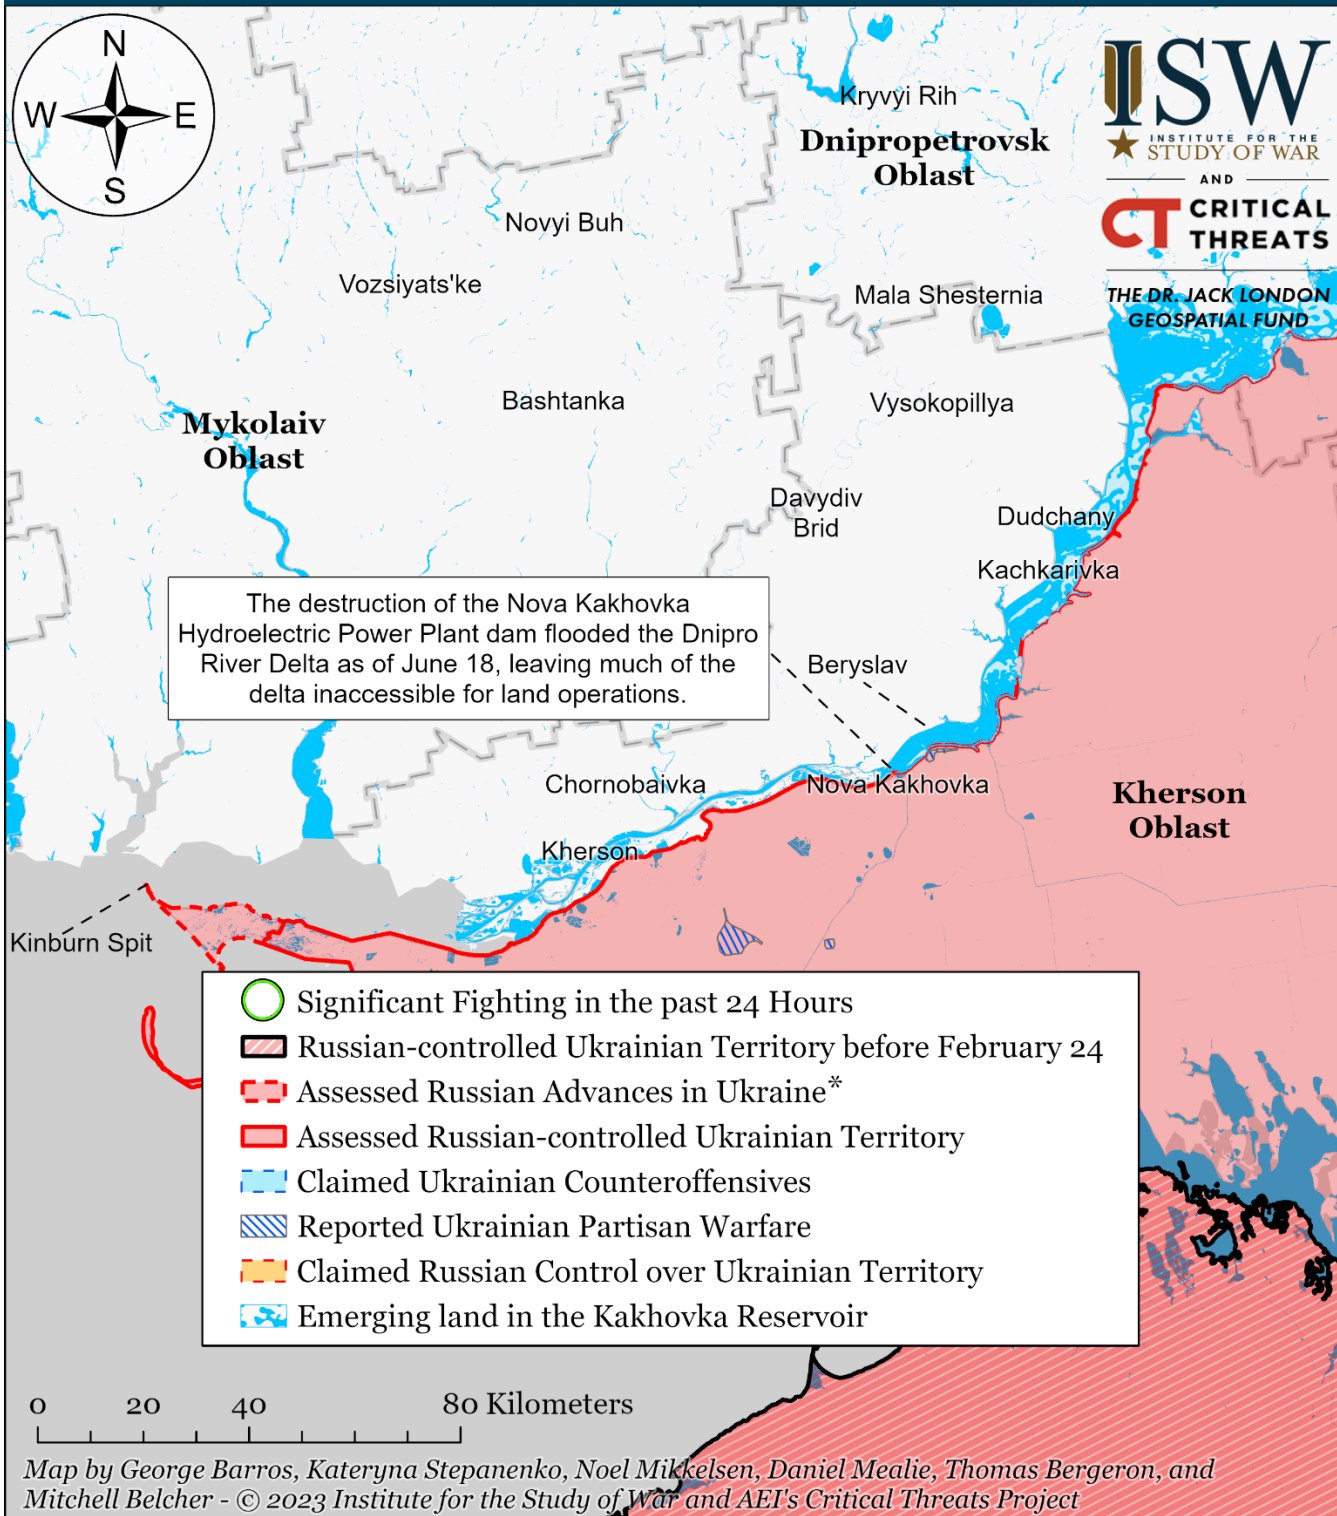 N
W
E
S
Kryvyi Rih
Dnipropetrovsk
Oblast
ISW
INSTITUTE FOR THE
STUDY OF WAR
AND
CT CRITICAL
THREATS
THE DR. JACK LONDON
GEOSPATIAL FUND
Novyi Buh
Vozsiyats'ke
Mala Shesternia
Bashtanka
Vysokopillya
Mykolaiv
Oblast
Davydiv
Brid
Dudchany
Kachkarivka
The destruction of the Nova Kakhovka
Hydroelectric Power Plant dam flooded the Dnipro
River Delta as of June 18, leaving much of the
delta inaccessible for land operations.
Beryslav
Chornobaivka
Nova Kakhovka
Kherson
Oblast
Kherson
Kinburn Spit
Significant Fighting in the past 24 Hours
Russian-controlled Ukrainian Territory before February 24
Assessed Russian Advances in Ukraine*
Assessed Russian-controlled Ukrainian Territory
Claimed Ukrainian Counteroffensives
Reported Ukrainian Partisan Warfare
Claimed Russian Control over Ukrainian Territory
Emerging land in the Kakhovka Reservoir
0 20 40 80 Kilometers
Map by George Barros, Kateryna Stepanenko, Noel Mikkelsen, Daniel Mealie, Thomas Bergeron, and
Mitchell Belcher - © 2023 Institute for the Study of War and AEI's Critical Threats Project